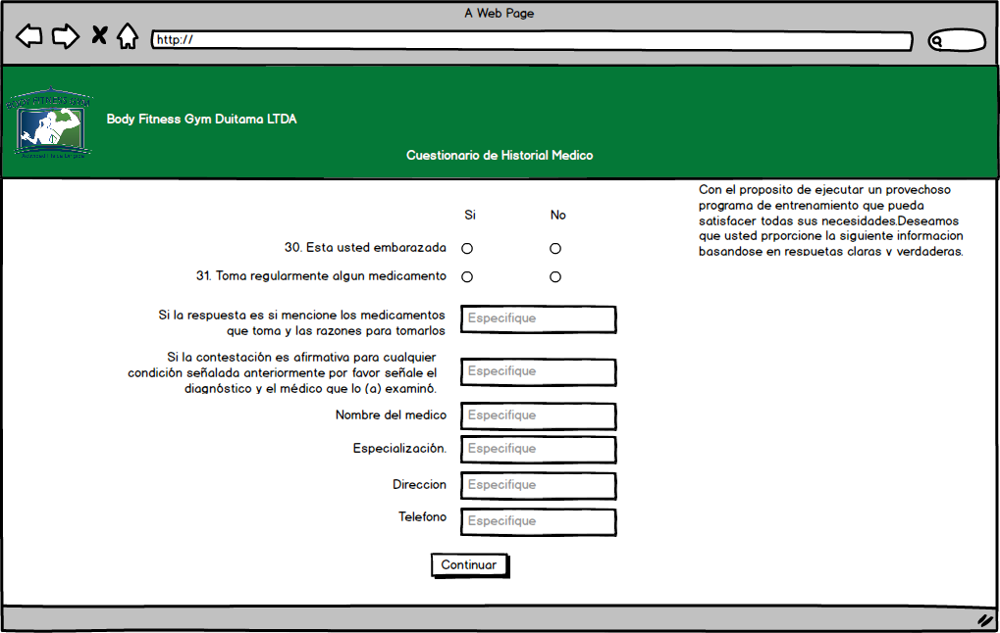 A Web Page
http://
BODY FITNESS GYM
Body Fitness Gym Duitama LTDA
Cuestionario de Historial Medico
Con el proposito de ejecutar un provechoso
programa de entrenamiento que pueda
satisfacer todas sus necesidades.Deseamos
que usted prporcione la siguiente informacion
basandose en respuetas claras y verdaderas.
Si No
30. Esta usted embarazada
31. Toma regularmente algun medicamento
Si la respuesta es si mencione los medicamentos
que toma y las razones para tomarlos
Especifique
Si la contestación es afirmativa para cualquier
condición señalada anteriormente por favor señale el
diagnóstico y el médico que lo (a) examinó.
Especifique
Nombre del medico Especifique
Especialización. Especifique
Direccion Especifique
Telefono Especifique
Continuar